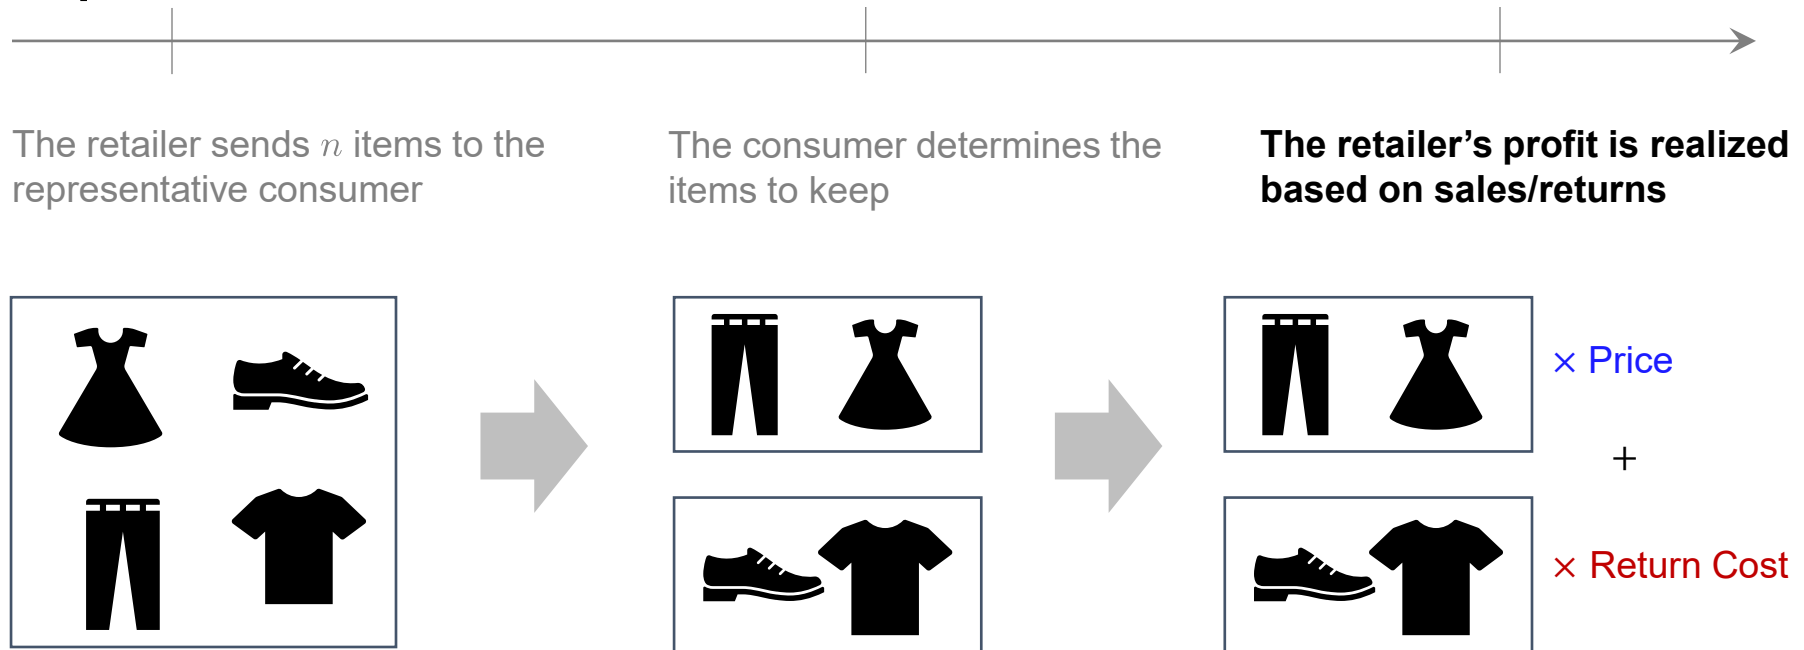 The retailer sends n items to the
representative consumer
The consumer determines the
items to keep
The retailer’s profit is realized
based on sales/returns
× Price
+
× Return Cost